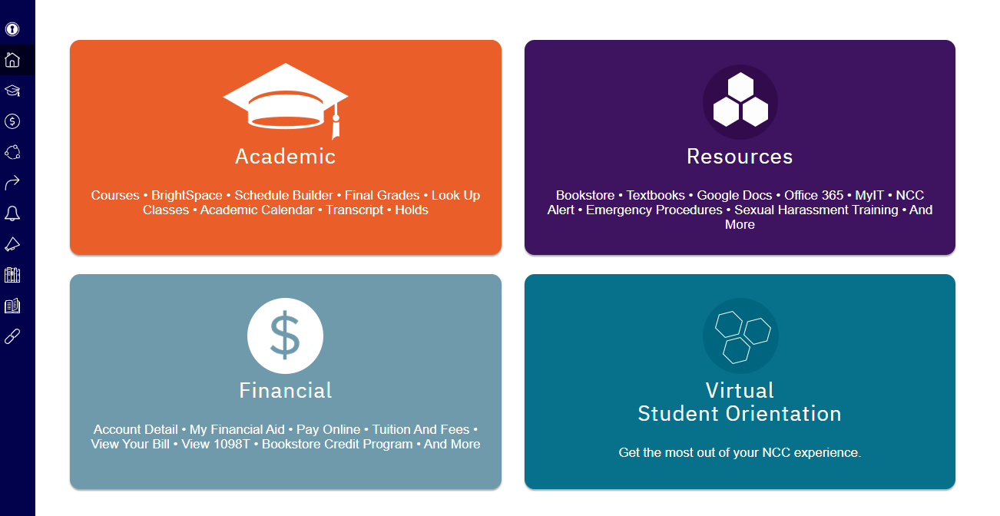 Academic
Courses • BrightSpace • Schedule Builder • Final Grades • Look Up
Classes • Academic Calendar • Transcript • Holds
Resources
Bookstore • Textbooks • Google Docs • Office 365 • MyIT • NCC
Alert • Emergency Procedures • Sexual Harassment Training • And
More
$
Financial
Account Detail • My Financial Aid • Pay Online • Tuition And Fees •
View Your Bill • View 1098T • Bookstore Credit Program • And More
Virtual
Student Orientation
Get the most out of your NCC experience.